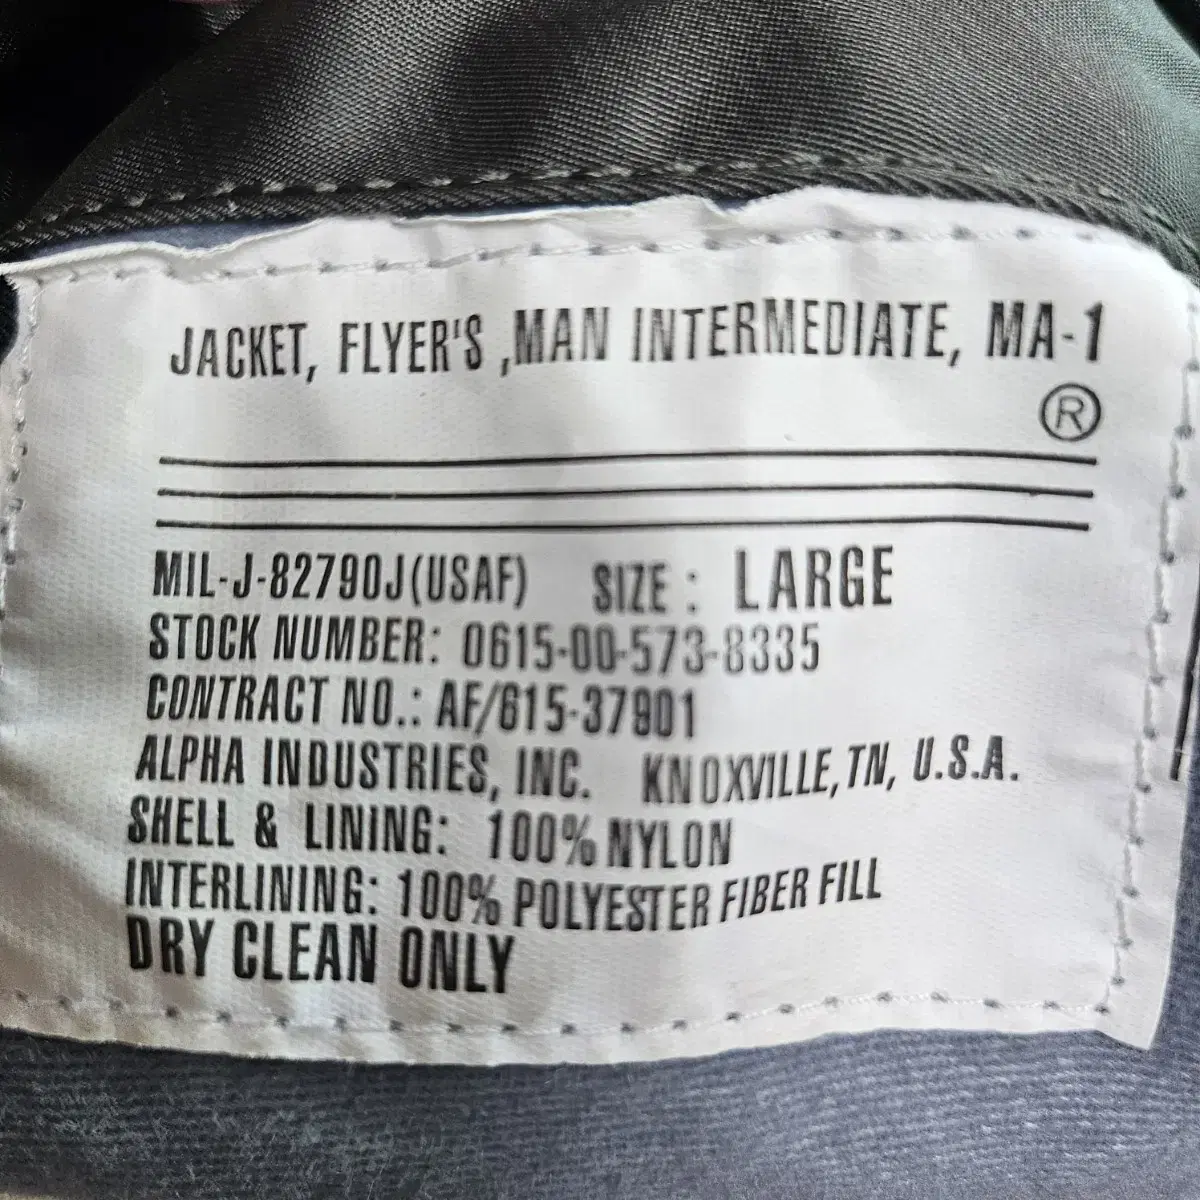 JACKET, FLYER'S ,MAN INTERMEDIATE, MA-1
®
MIL-J-82790J(USAF) SIZE : LARGE
STOCK NUMBER: 0615-00-573-8335
CONTRACT NO.: AF/615-37901
ALPHA INDUSTRIES, INC. KNOXVILLE, TN, U.S.A.
SHELL & LINING: 100% NYLON
INTERLINING: 100% POLYESTER FIBER FILL
DRY CLEAN ONLY